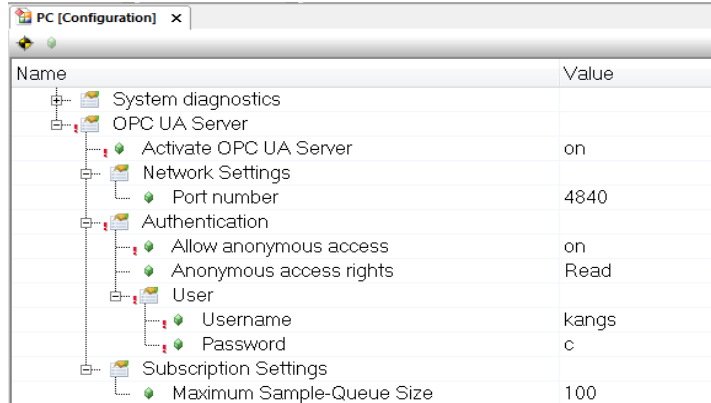 PC [Configuration] x
Name Value
System diagnostics
OPC UA Server
Activate OPC UA Server on
Network Settings
Port number 4840
Authentication
Allow anonymous access on
Anonymous access rights Read
User
Username kangs
Password c
Subscription Settings
Maximum Sample-Queue Size 100